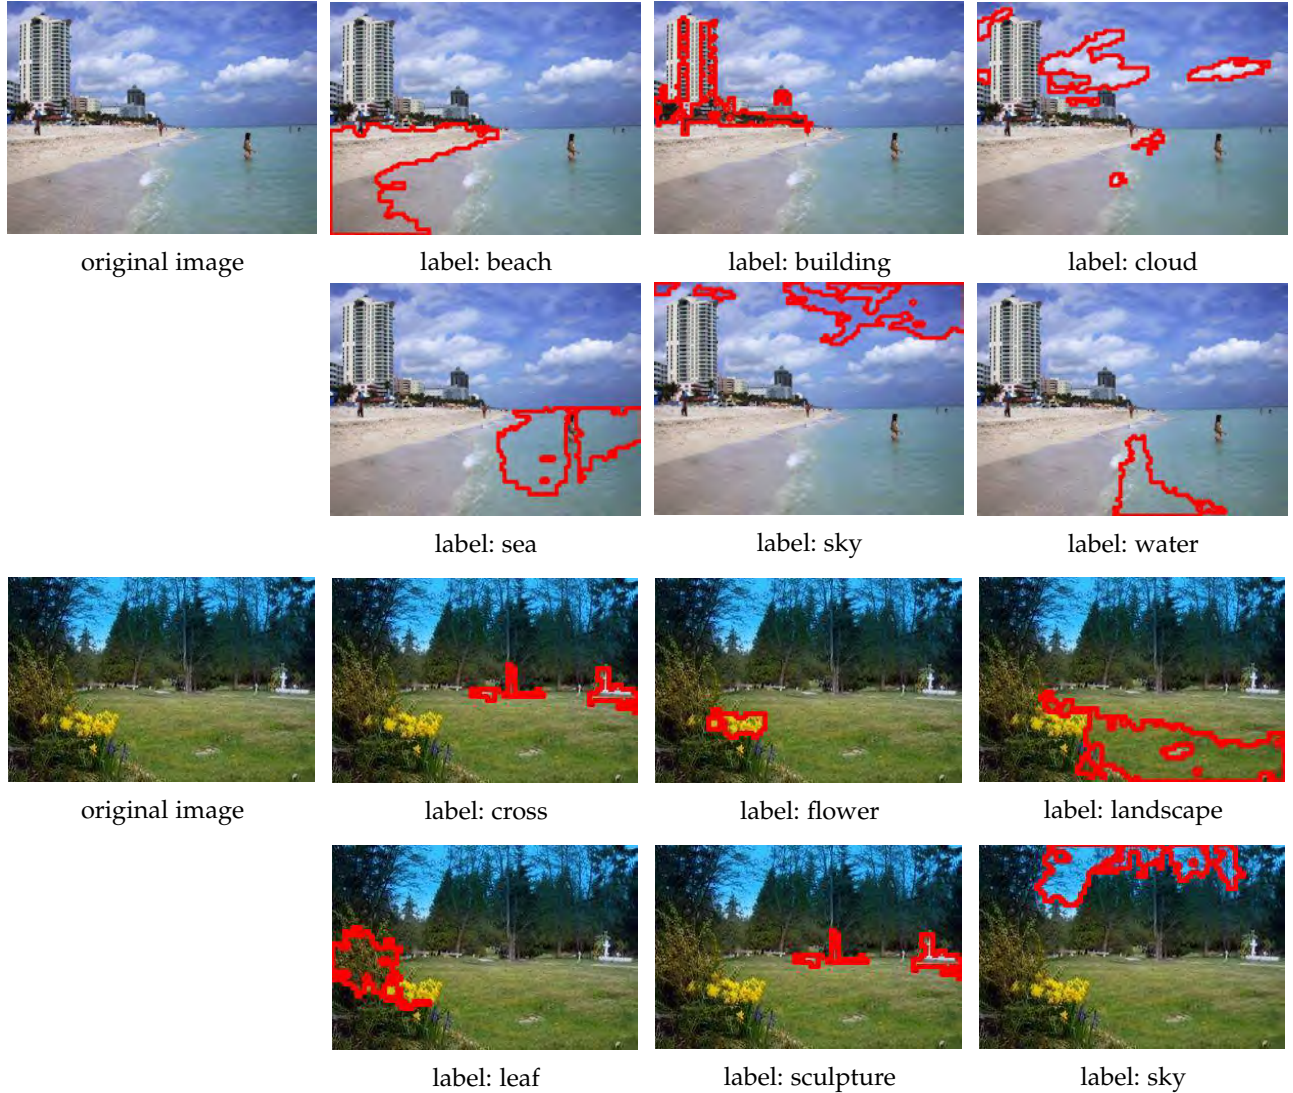 original image
label: beach
label: building
label: cloud
label: sea
label: sky
label: water
original image
label: cross
label: flower
label: landscape
label: leaf
label: sculpture
label: sky